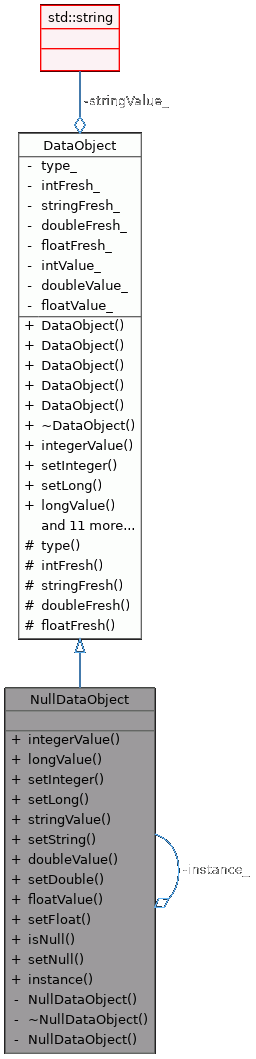 std::string
-stringValue_
DataObject
- type_
- intFresh_
- stringFresh_
- doubleFresh_
- floatFresh_
- intValue_
- doubleValue_
- floatValue_
+ DataObject()
+ DataObject()
+ DataObject()
+ DataObject()
+ DataObject()
+ ~DataObject()
+ integerValue()
+ setInteger()
+ setLong()
+ longValue()
and 11 more...
# type()
# intFresh()
# stringFresh()
# doubleFresh()
# floatFresh()
NullDataObject
+ integerValue()
+ longValue()
+ setInteger()
+ setLong()
+ stringValue()
+ setString()
+ doubleValue()
+ setDouble()
+ floatValue()
+ setFloat()
+ isNull()
+ setNull()
+ instance()
- NullDataObject()
- ~NullDataObject()
- NullDataObject()
-instance_